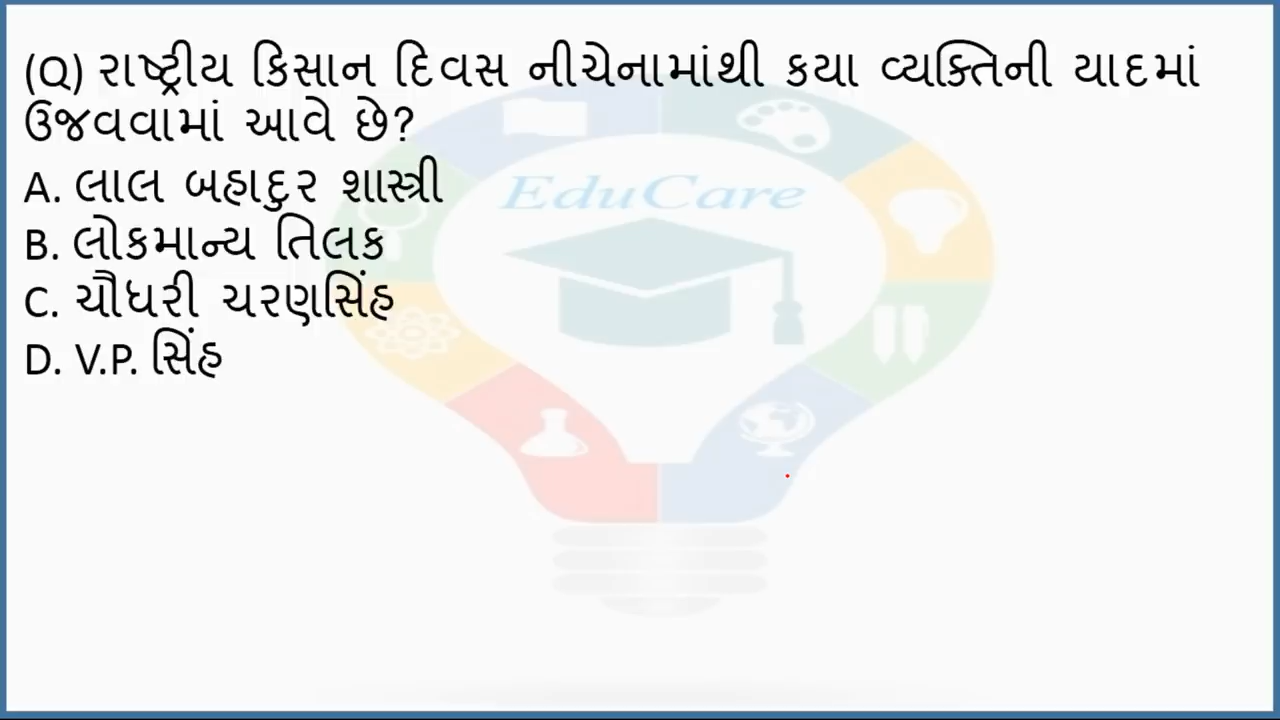 (Q) રાષ્ટ્રીય કિસાન દિવસ નીચેનામાંથી કયા વ્યક્તિની યાદમાં
ઉજવવામાં આવે છે?
A. લાલ બહાદુર શાસ્ત્રી
B. લોકમાન્ય તિલક
C. ચૌધરી ચરણસિંહ
D. V.P. સિંહ
EduCare